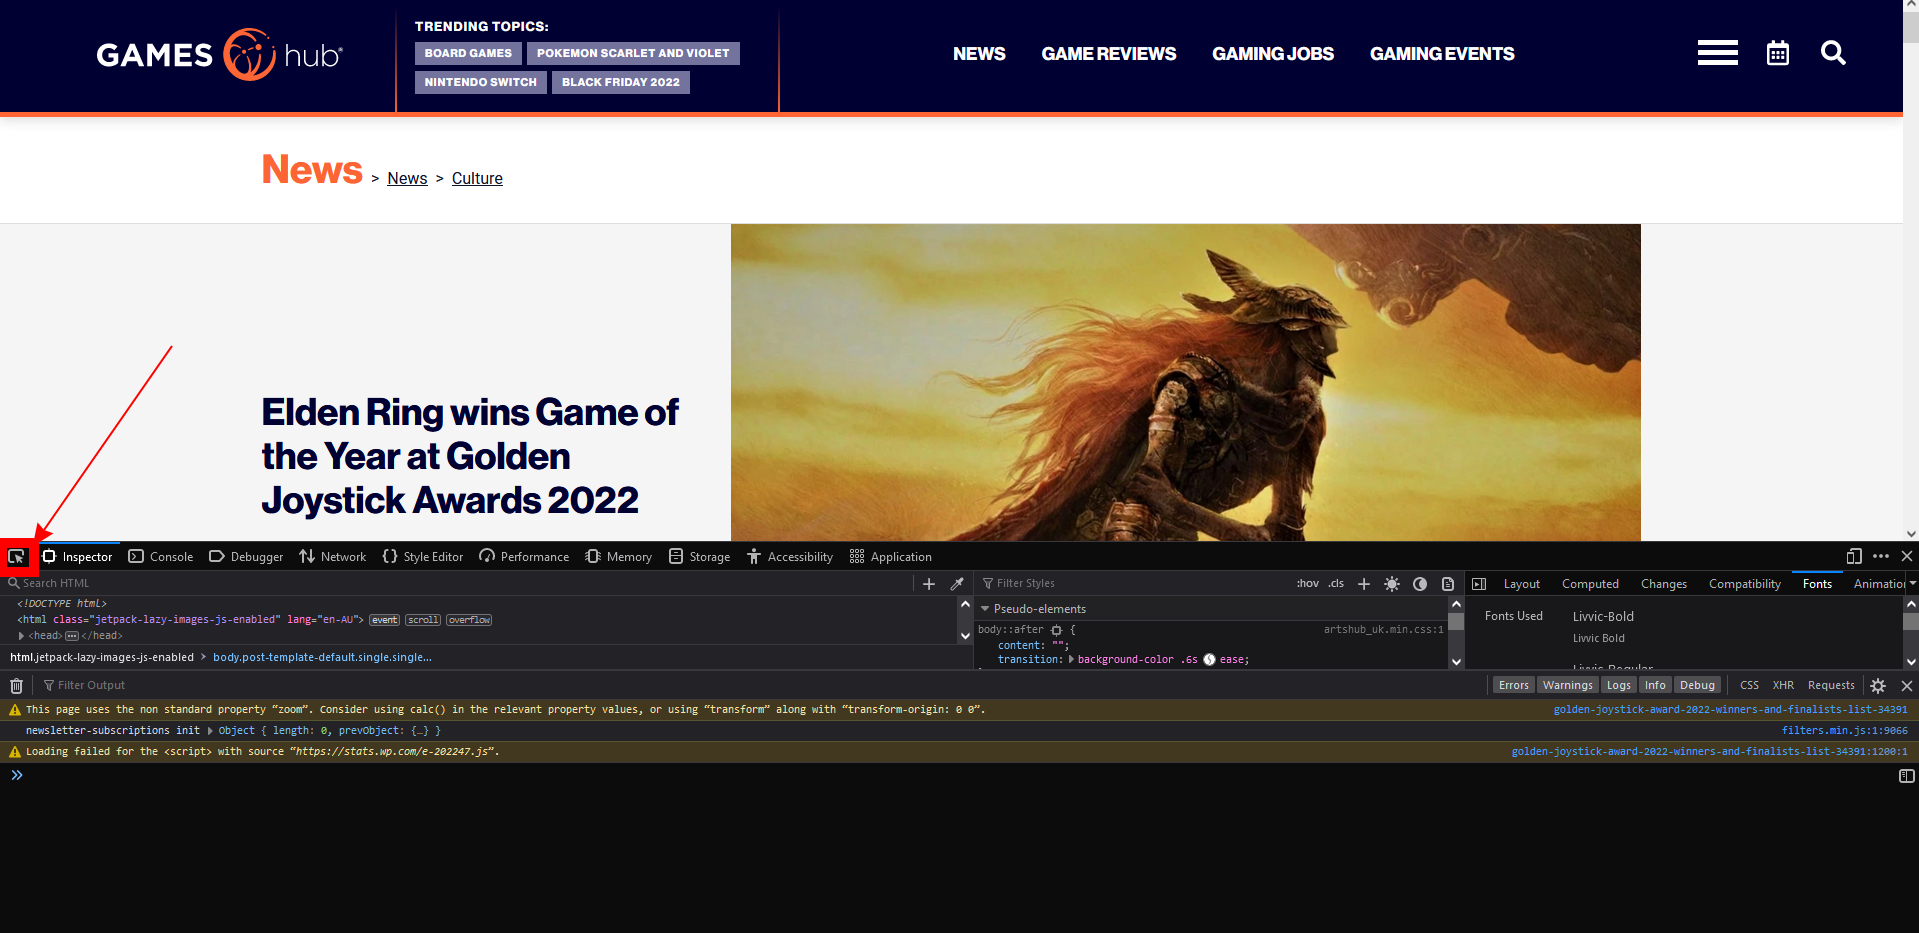 GAMES hub®
TRENDING TOPICS:
BOARD GAMES POKEMON SCARLET AND VIOLET
NINTENDO SWITCH BLACK FRIDAY 2022
NEWS GAME REVIEWS GAMING JOBS GAMING EVENTS
News > News > Culture
Elden Ring wins Game of
the Year at Golden
Joystick Awards 2022
Inspector Console Debugger Network Style Editor Performance Memory Storage Accessibility Application
Search HTML
<!DOCTYPE html>
<html class="jetpack-lazy-images-js-enabled" lang="en-AU"> event scroll overflow
<head> ••• </head>
html.jetpack-lazy-images-js-enabled > body.post-template-default.single.single...
Filter Styles :hov .cls
Pseudo-elements
body::after { artshub_uk.min.css:1
content: "";
transition: background-color .6s ease;
Layout Computed Changes Compatibility Fonts Animatio
Fonts Used Livvic-Bold
Livvic Bold
Livvic-Regular
Filter Output Errors Warnings Logs Info Debug CSS XHR Requests
This page uses the non standard property “zoom”. Consider using calc() in the relevant property values, or using “transform” along with “transform-origin: 0 0”. golden-joystick-award-2022-winners-and-finalists-list-34391
newsletter-subscriptions init Object { length: 0, prevObject: {…} } filters.min.js:1:9066
Loading failed for the <script> with source “https://stats.wp.com/e-202247.js”. golden-joystick-award-2022-winners-and-finalists-list-34391:1200:1
»